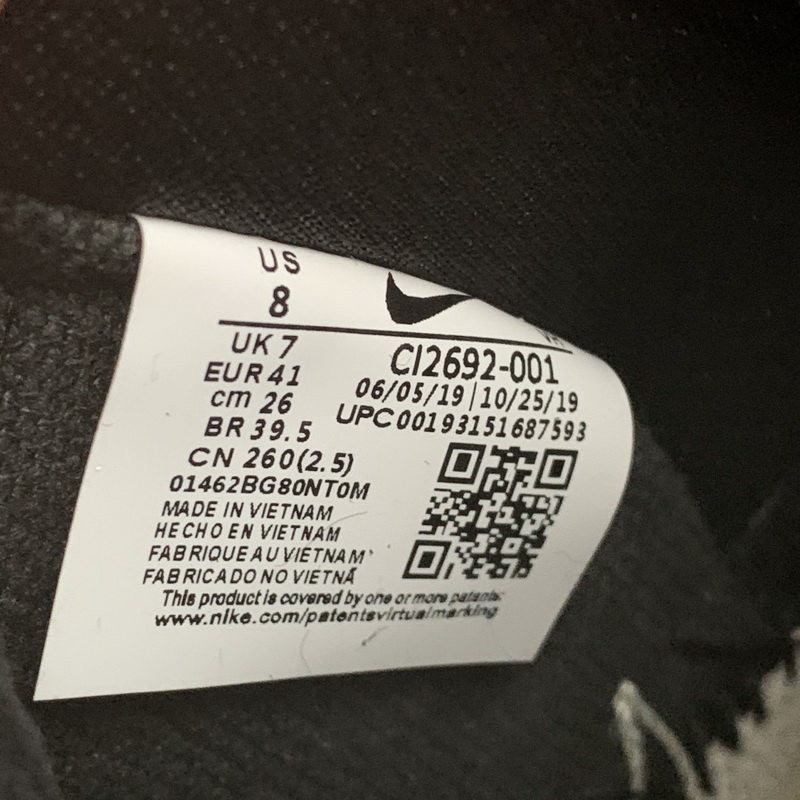 US
8
UK 7
EUR 41
cm 26
BR 39.5
CN 260(2.5)
01462BG80NT0M
MADE IN VIETNAM
HECHO EN VIETNAM
FABRIQUE AU VIETNAM
FABRICADO NO VIETNÃ
CI2692-001
06/05/19|10/25/19
UPC00193151687593
This product is covered by one or more patents:
www.nike.com/patentsvirtualmarking